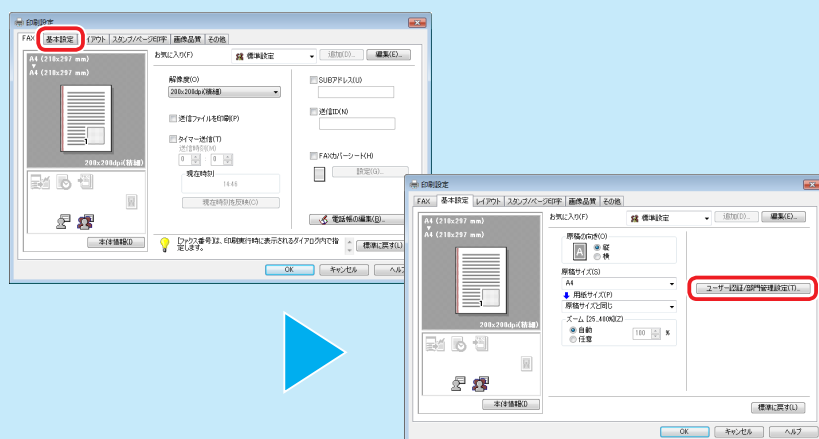 印刷設定
FAX 基本設定 レイアウト スタンプ/ページ印字 画像品質 その他
お気に入り(F) 標準設定 追加(D)... 編集(E)...
A4 (210x297 mm)
A4 (210x297 mm)
200x200dpi(精細)
本体情報(I)
解像度(O)
200x200dpi(精細)
送信ファイルを印刷(P)
タイマー送信(T)
送信時刻(M)
0 : 0
現在時刻
14:46
現在時刻を反映(C)
SUBアドレス(U)
送信ID(N)
FAXカバーシート(H)
設定(G)...
電話帳の編集(B)...
[ファクス番号]は、印刷実行時に表示されるダイアログ内で指定します。
標準に戻す(L)
OK キャンセル ヘルプ
印刷設定
FAX 基本設定 レイアウト スタンプ/ページ印字 画像品質 その他
お気に入り(F) 標準設定 追加(D)... 編集(E)...
A4 (210x297 mm)
A4 (210x297 mm)
200x200dpi(精細)
本体情報(I)
原稿の向き(O)
A 縦
横
原稿サイズ(S)
A4
用紙サイズ(P)
原稿サイズと同じ
ズーム [25..400%](Z)
自動
任意
100 %
ユーザー認証/部門管理設定(T)...
標準に戻す(L)
OK キャンセル ヘルプ